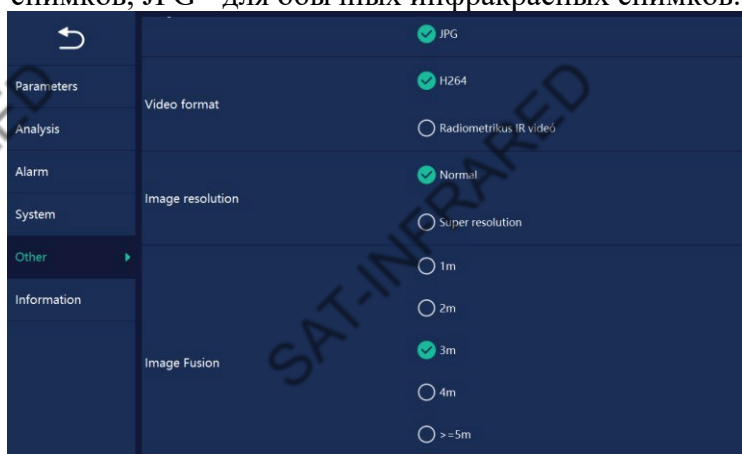 снимков, JPG - для обычных инфракрасных снимков.
JPG
Parameters
Analysis
Alarm
System
Other
Information
Video format
H264
Radiometrikus IR videó
Image resolution
Normal
Super resolution
Image Fusion
1m
2m
3m
4m
>=5m
SAT-INFRARED